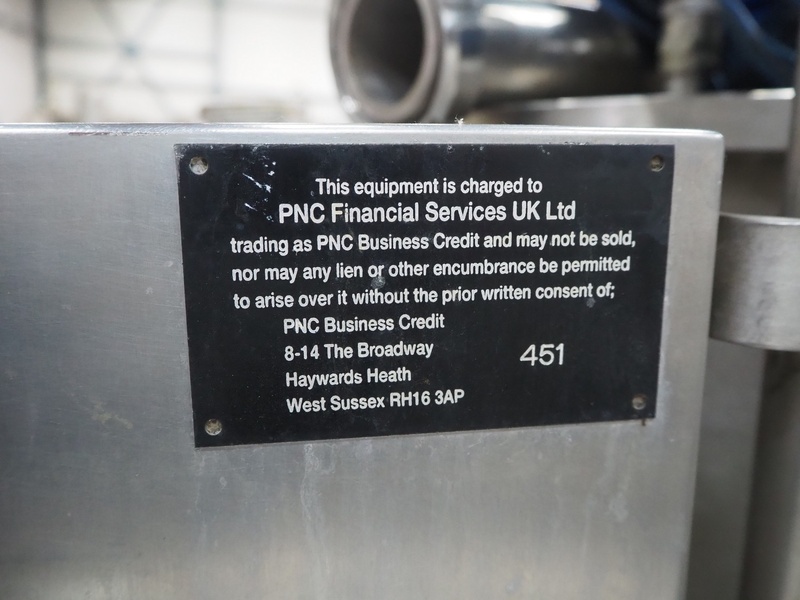 This equipment is charged to
PNC Financial Services UK Ltd
trading as PNC Business Credit and may not be sold,
nor may any lien or other encumbrance be permitted
to arise over it without the prior written consent of;
PNC Business Credit
8-14 The Broadway
Haywards Heath
West Sussex RH16 3AP
451